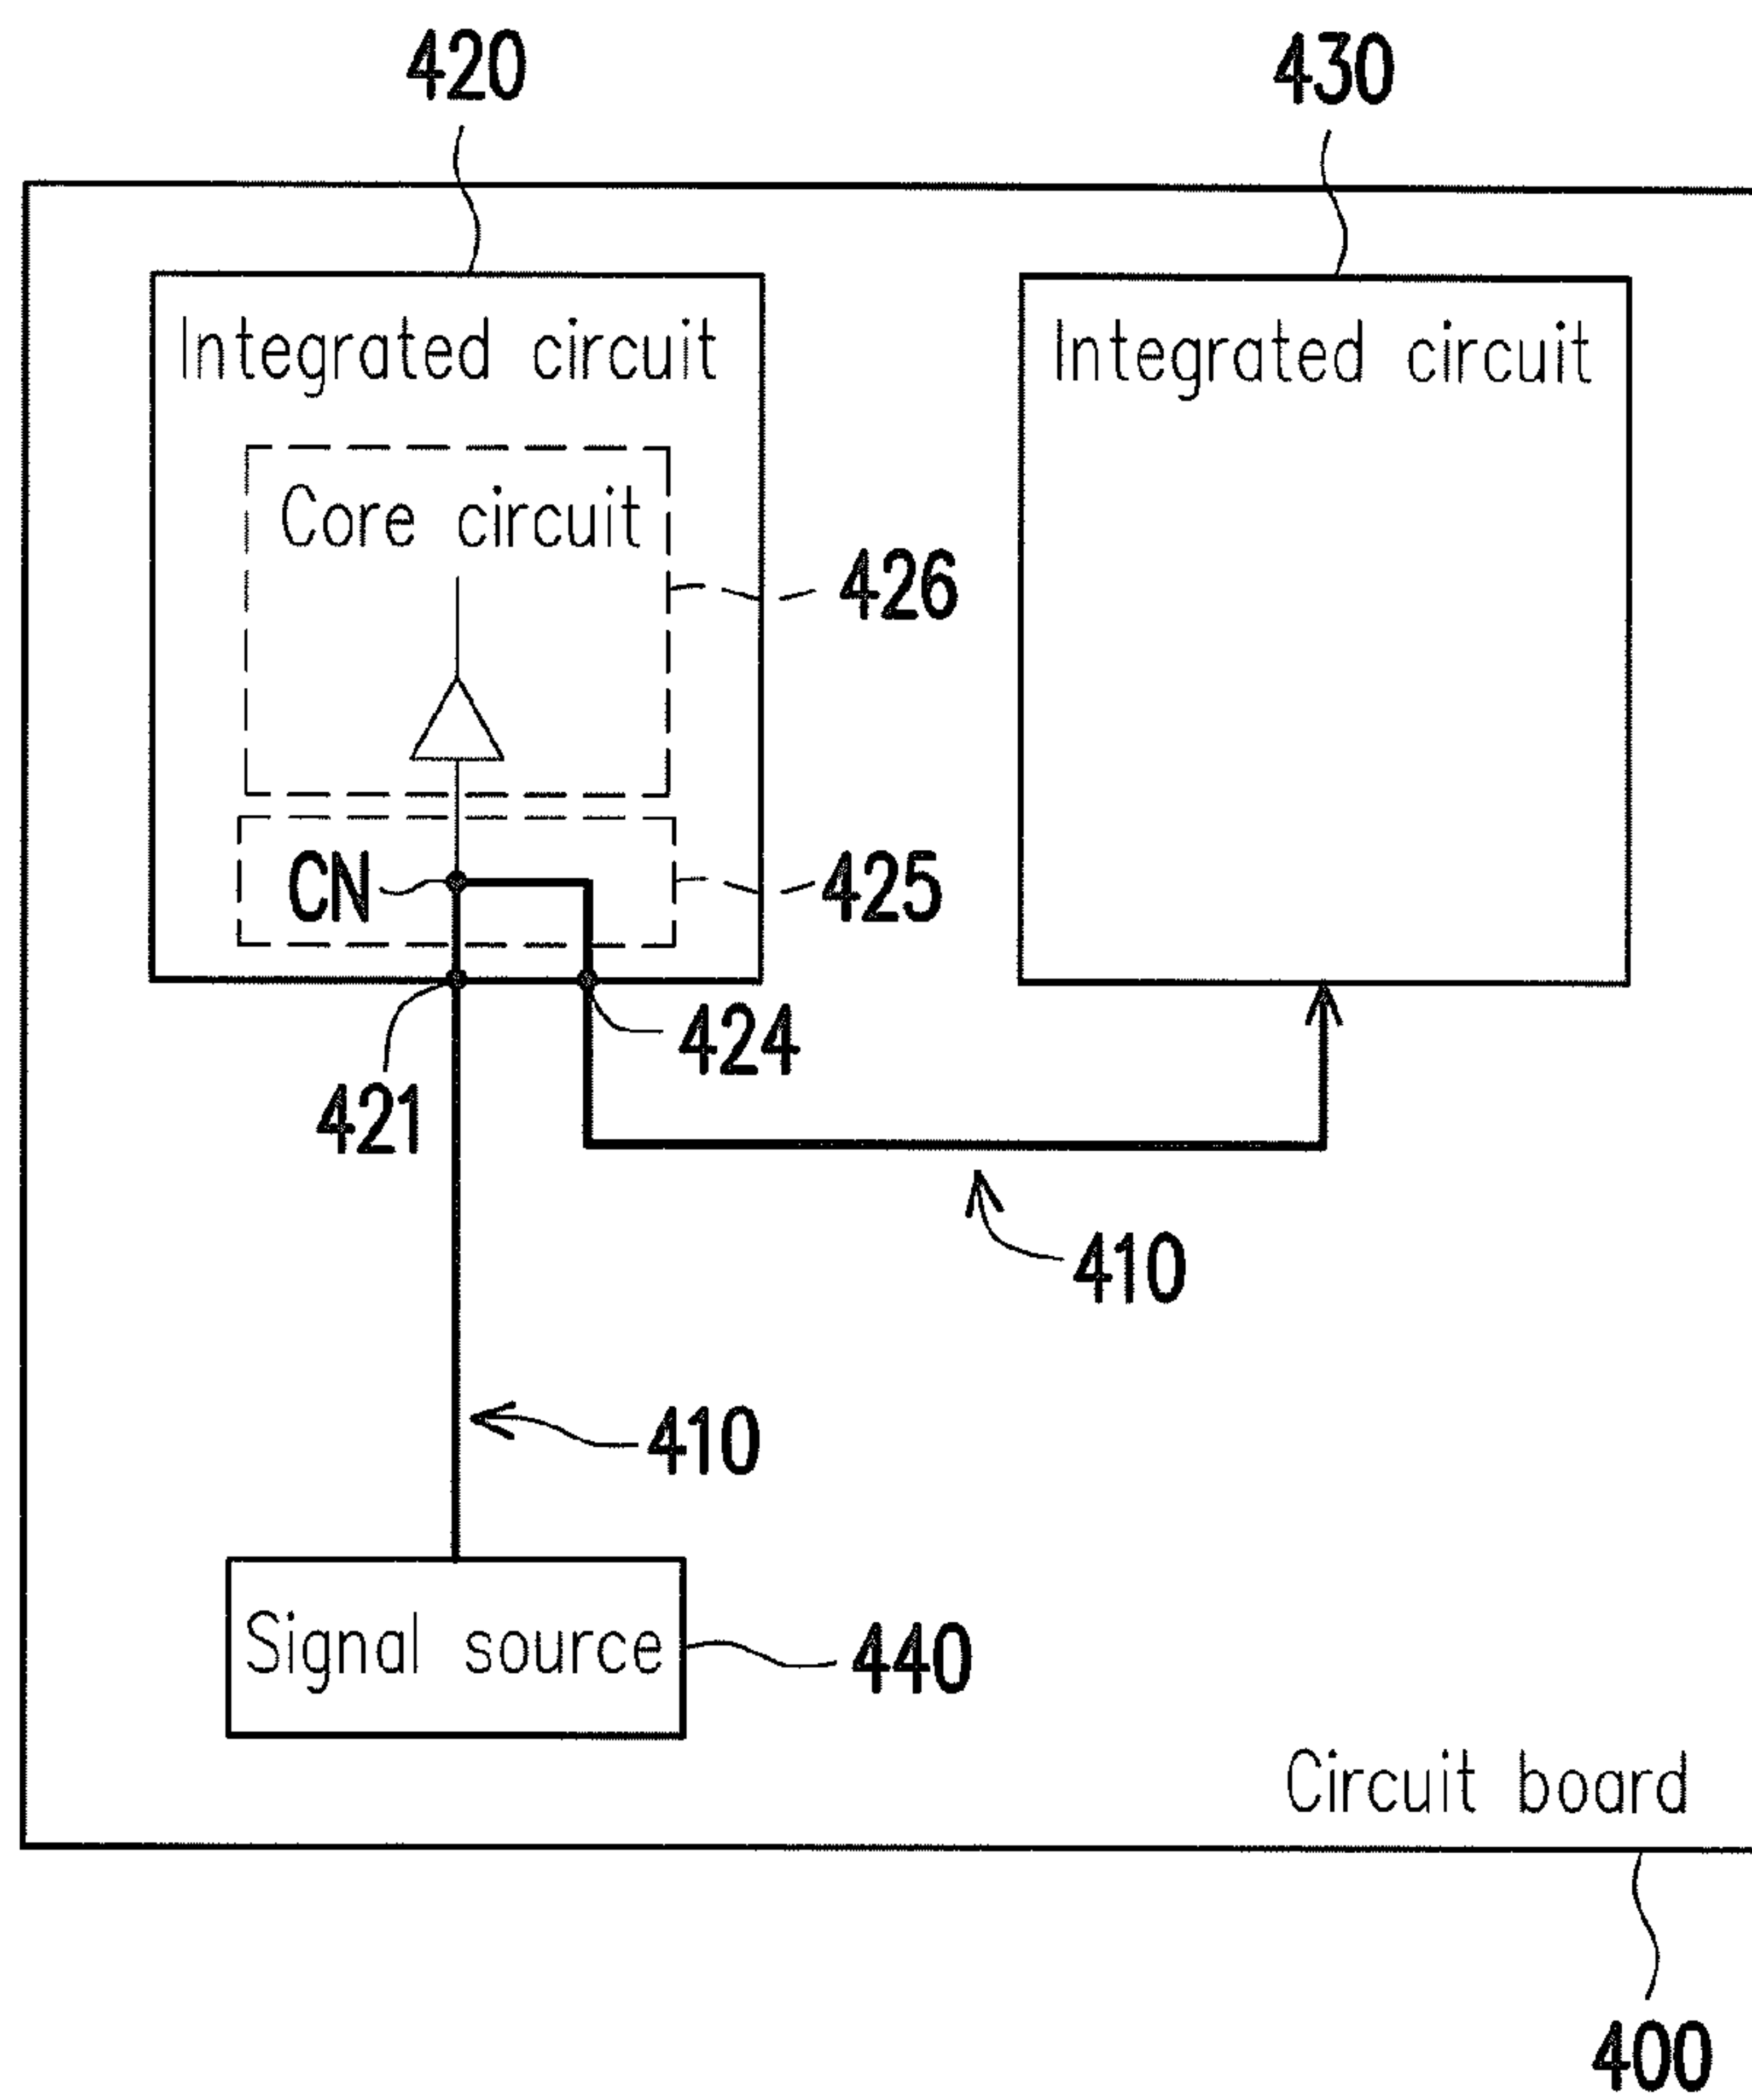 420
430
Integrated circuit
Integrated circuit
Core circuit
426
CN
425
424
421
410
410
Signal source
440
Circuit board
400